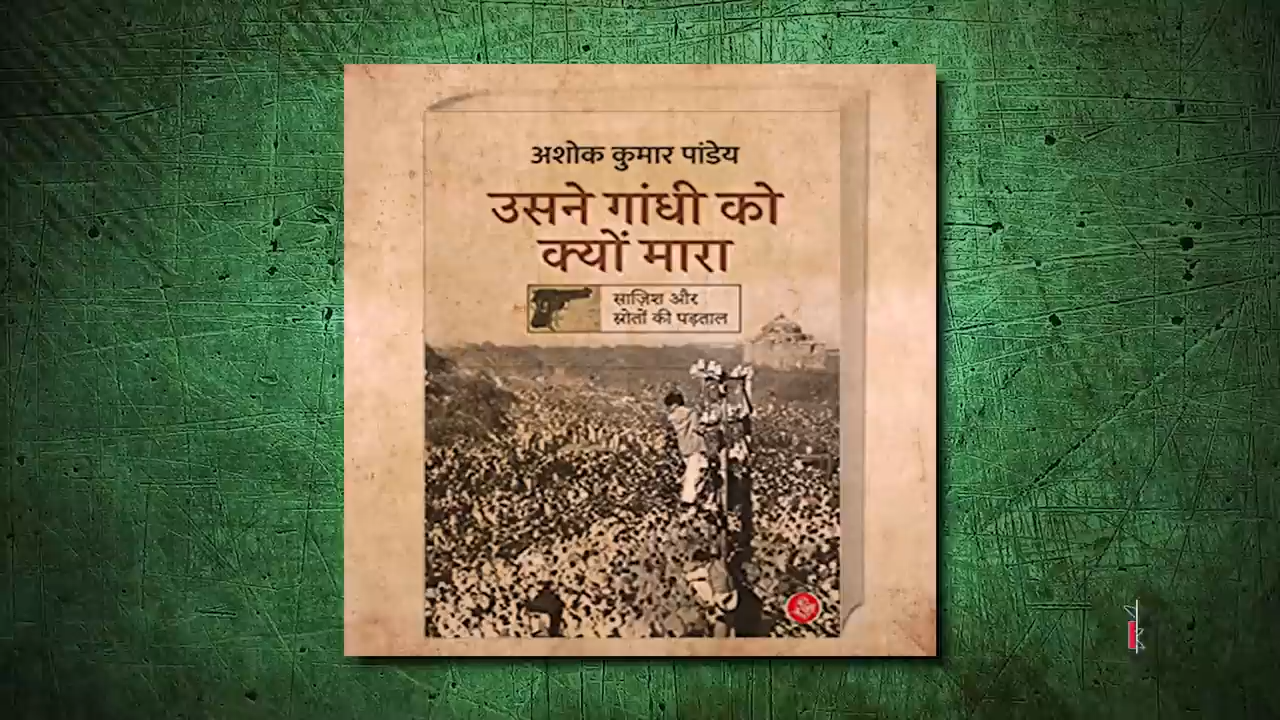 अशोक कुमार पांडेय
उसने गांधी को
क्यों मारा
साज़िश और
स्रोतों की पड़ताल